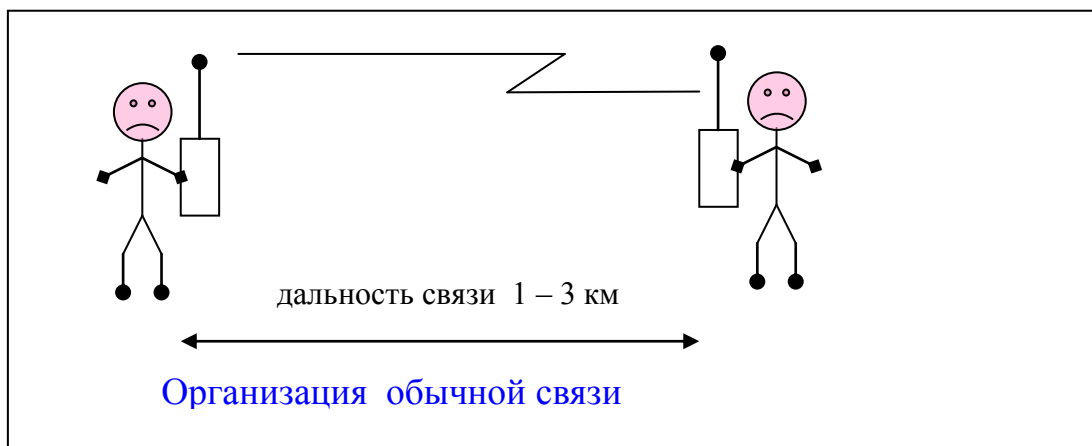 дальность связи 1 – 3 км
Организация обычной связи